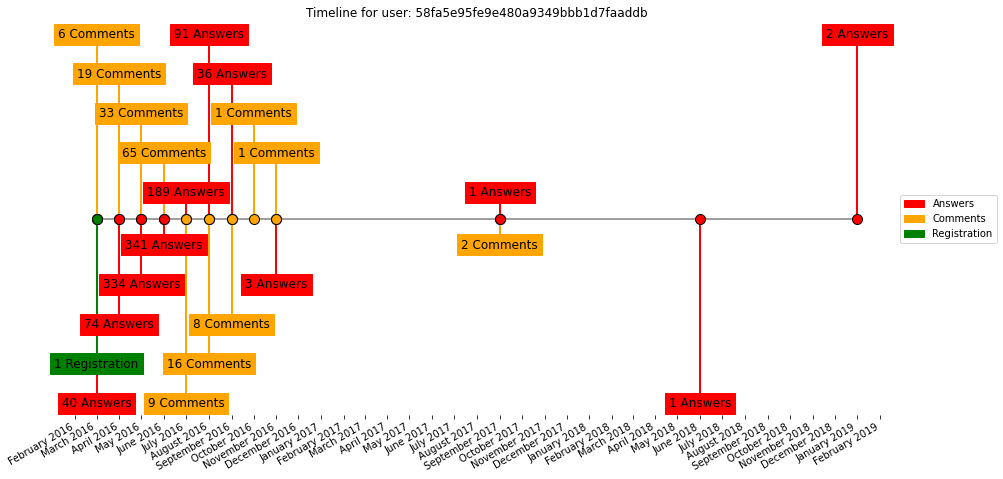 Timeline for user: 58fa5e95fe9e480a9349bbb1d7faaddb
6 Comments
91 Answers
2 Answers
19 Comments
36 Answers
33 Comments
1 Comments
65 Comments
1 Comments
189 Answers
1 Answers
Answers
Comments
Registration
341 Answers
2 Comments
334 Answers
3 Answers
74 Answers
8 Comments
1 Registration
16 Comments
40 Answers
9 Comments
1 Answers
February 2016
March 2016
April 2016
May 2016
June 2016
July 2016
August 2016
September 2016
October 2016
November 2016
December 2016
January 2017
February 2017
March 2017
April 2017
May 2017
June 2017
July 2017
August 2017
September 2017
October 2017
November 2017
December 2017
January 2018
February 2018
March 2018
April 2018
May 2018
June 2018
July 2018
August 2018
September 2018
October 2018
November 2018
December 2018
January 2019
February 2019